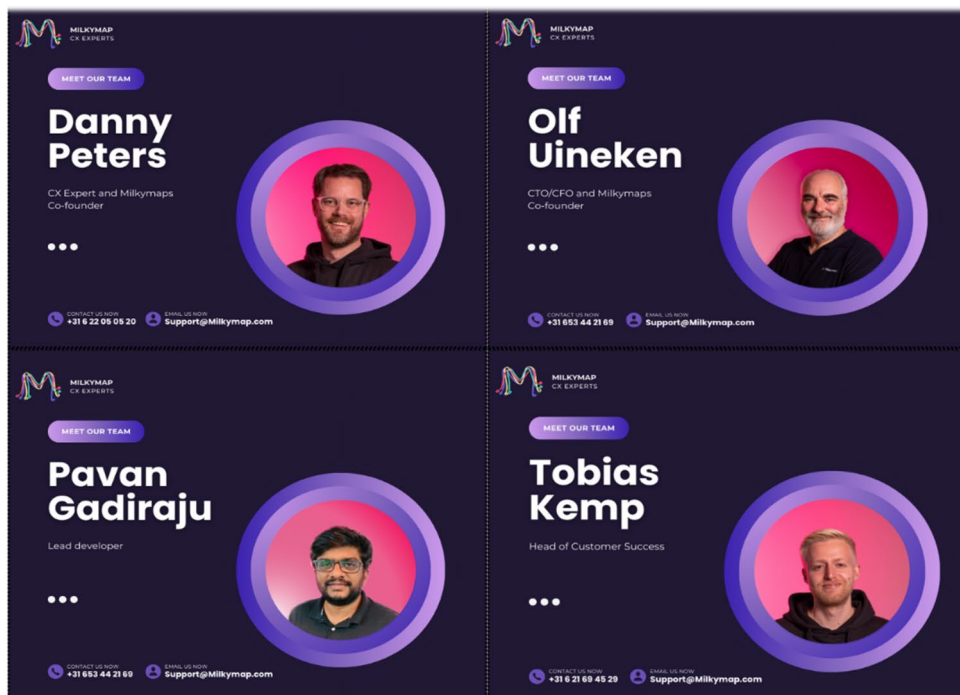 MILKYMAP
CX EXPERTS
MEET OUR TEAM
Danny
Peters
CX Expert and Milkymaps
Co-founder
CONTACT US NOW
+31 6 22 05 05 20
EMAIL US NOW
Support@Milkymap.com
MILKYMAP
CX EXPERTS
MEET OUR TEAM
Olf
Uineken
CTO/CFO and Milkymaps
Co-founder
CONTACT US NOW
+31 653 44 21 69
EMAIL US NOW
Support@Milkymap.com
MILKYMAP
CX EXPERTS
MEET OUR TEAM
Pavan
Gadiraju
Lead developer
CONTACT US NOW
+31 653 44 21 69
EMAIL US NOW
Support@Milkymap.com
MILKYMAP
CX EXPERTS
MEET OUR TEAM
Tobias
Kemp
Head of Customer Success
CONTACT US NOW
+31 6 21 69 45 29
EMAIL US NOW
Support@Milkymap.com